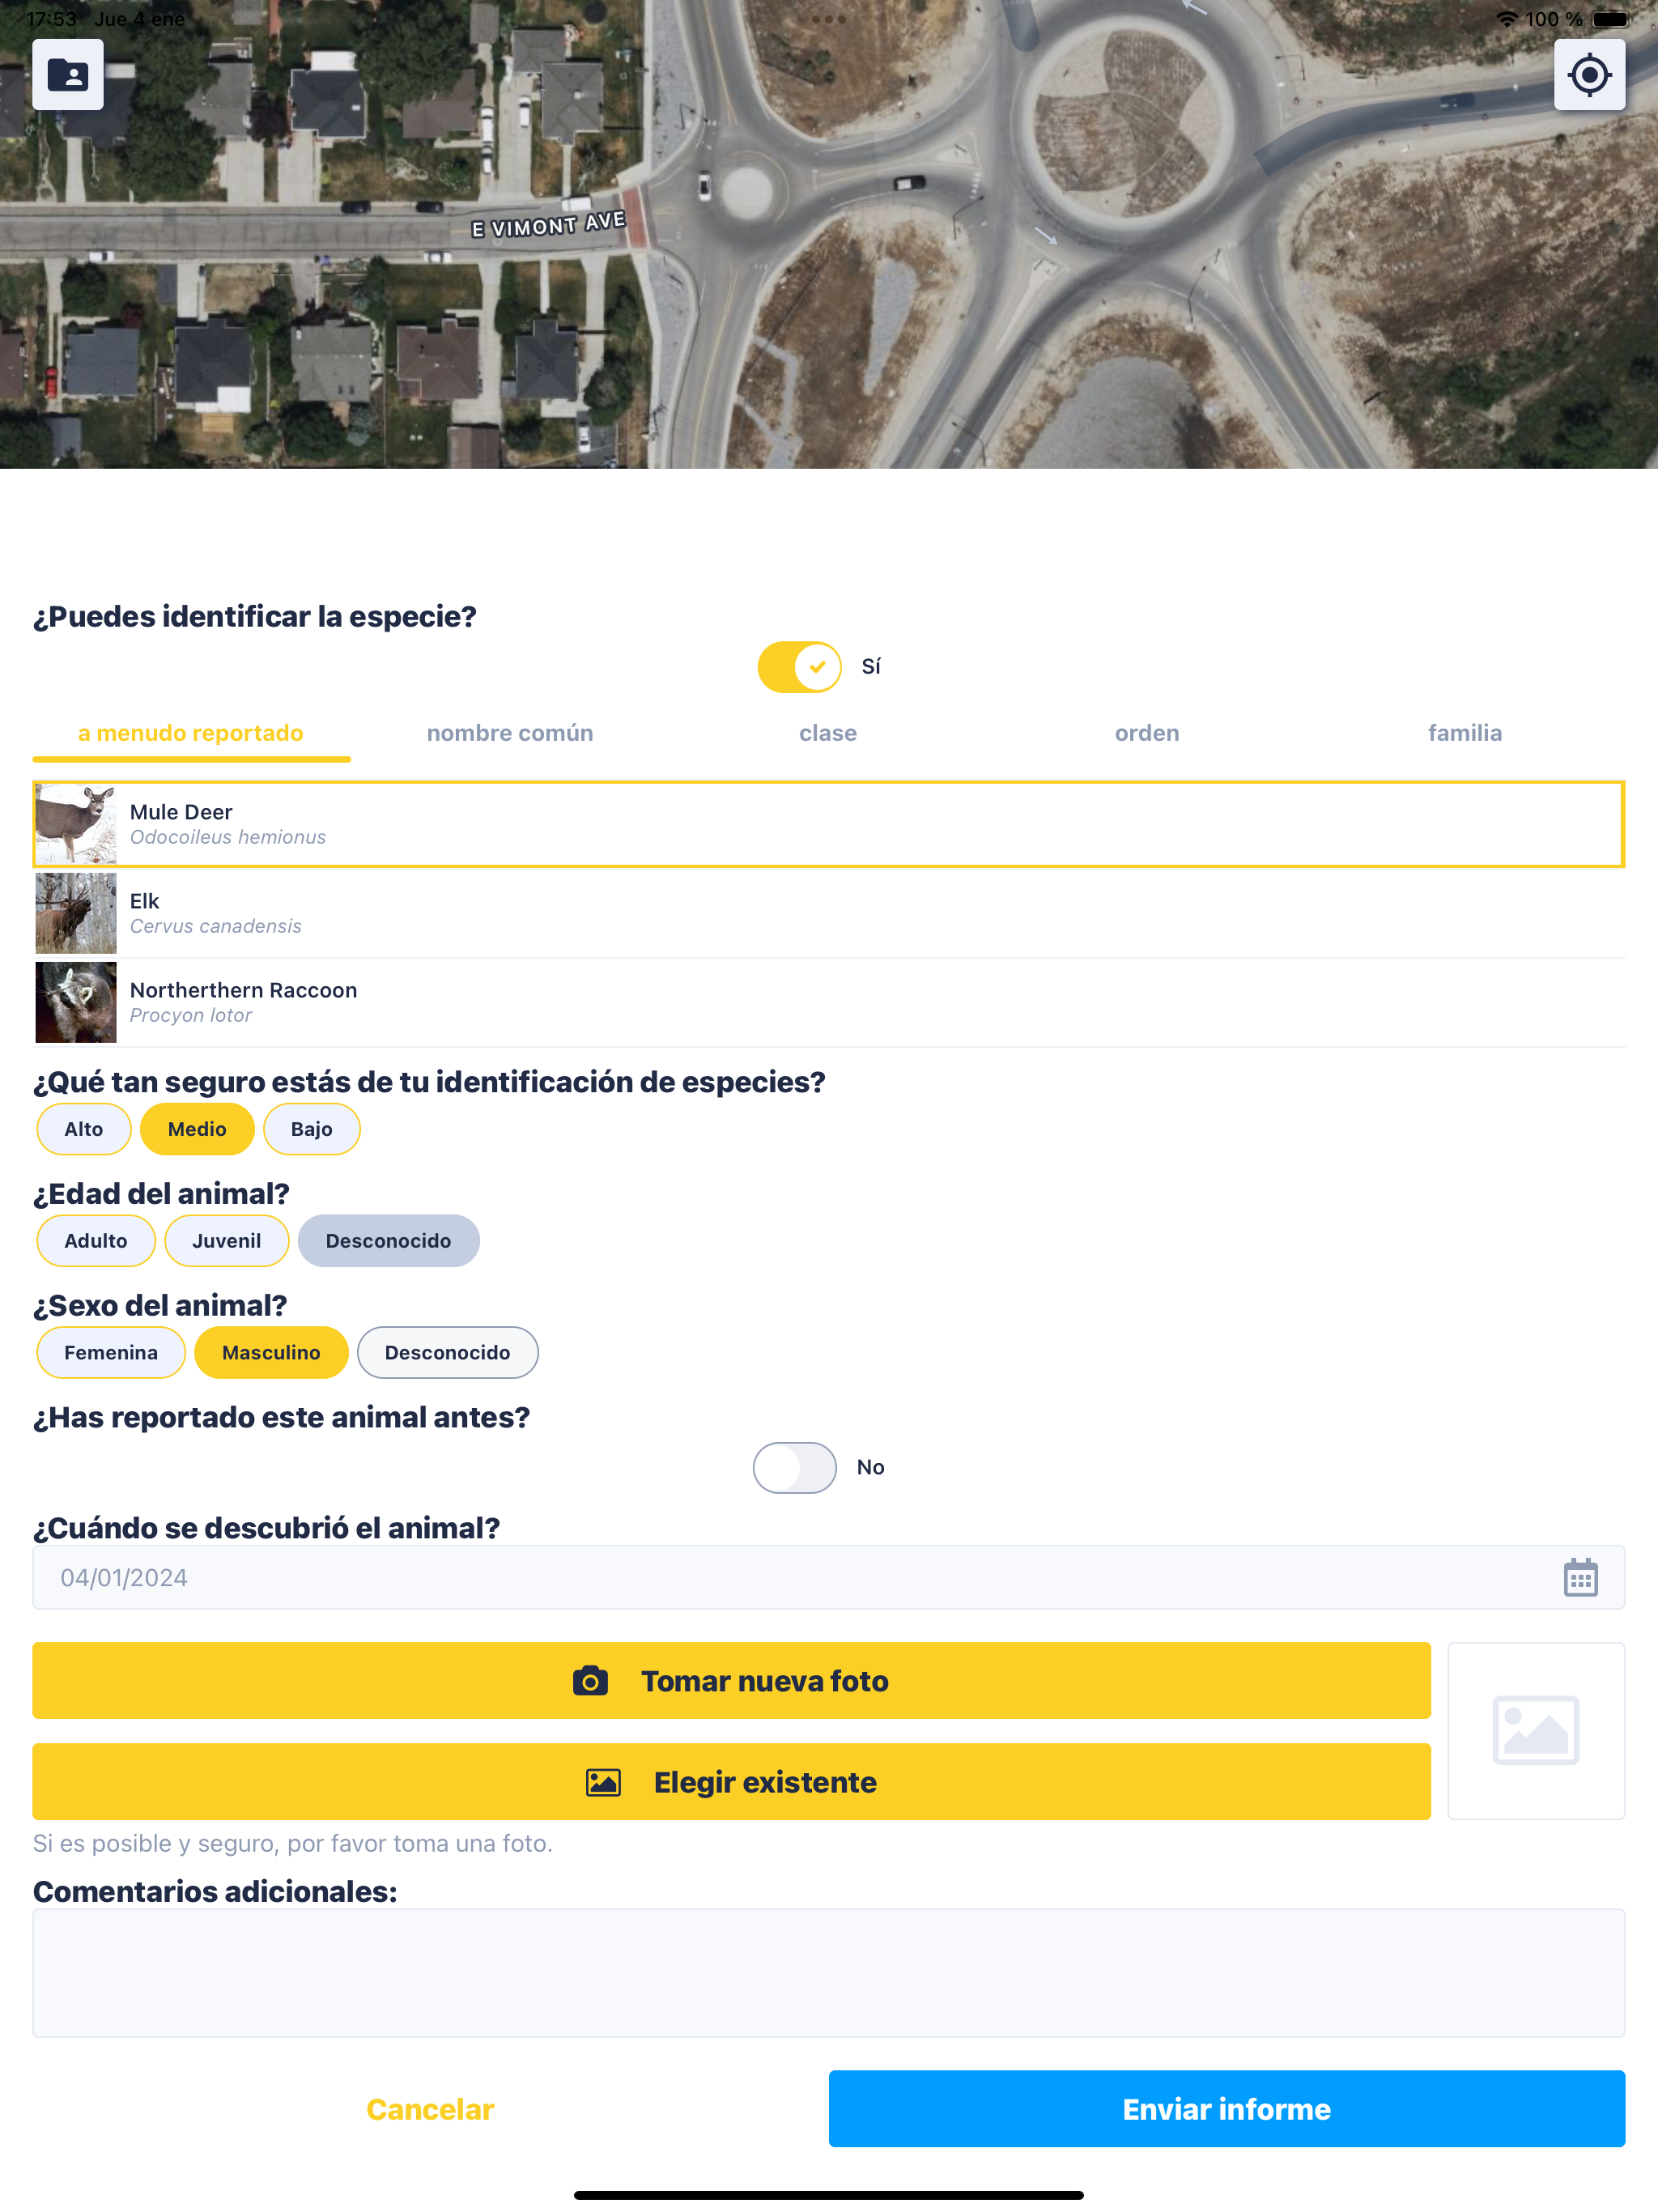 17:53 Jue 4 ene
100 %
E VIMONT AVE
¿Puedes identificar la especie?
Sí
a menudo reportado
nombre común
clase
orden
familia
Mule Deer
Odocoileus hemionus
Elk
Cervus canadensis
Northerthern Raccoon
Procyon lotor
¿Qué tan seguro estás de tu identificación de especies?
Alto
Medio
Bajo
¿Edad del animal?
Adulto
Juvenil
Desconocido
¿Sexo del animal?
Femenina
Masculino
Desconocido
¿Has reportado este animal antes?
No
¿Cuándo se descubrió el animal?
04/01/2024
Tomar nueva foto
Elegir existente
Si es posible y seguro, por favor toma una foto.
Comentarios adicionales:
Cancelar
Enviar informe